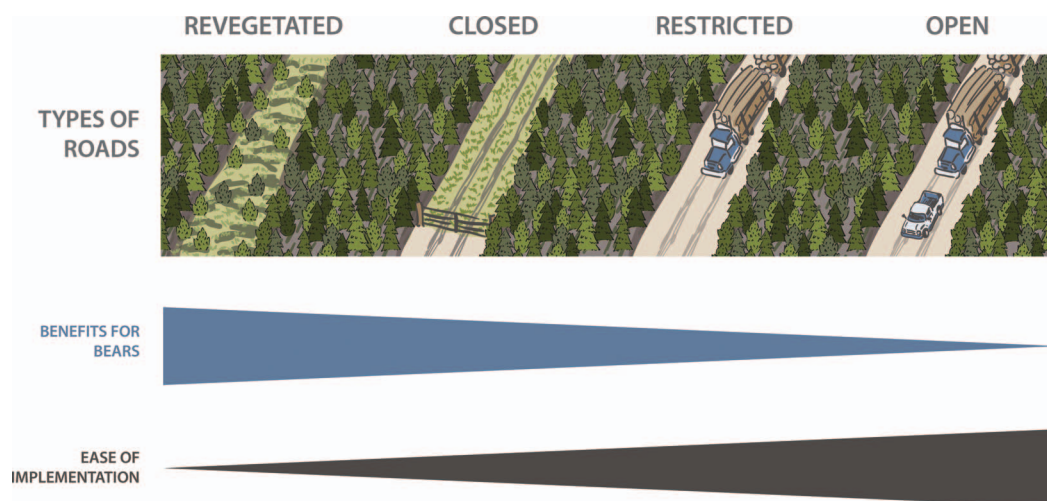 REVEGETATED CLOSED RESTRICTED OPEN
TYPES OF
ROADS
BENEFITS FOR
BEARS
EASE OF
IMPLEMENTATION